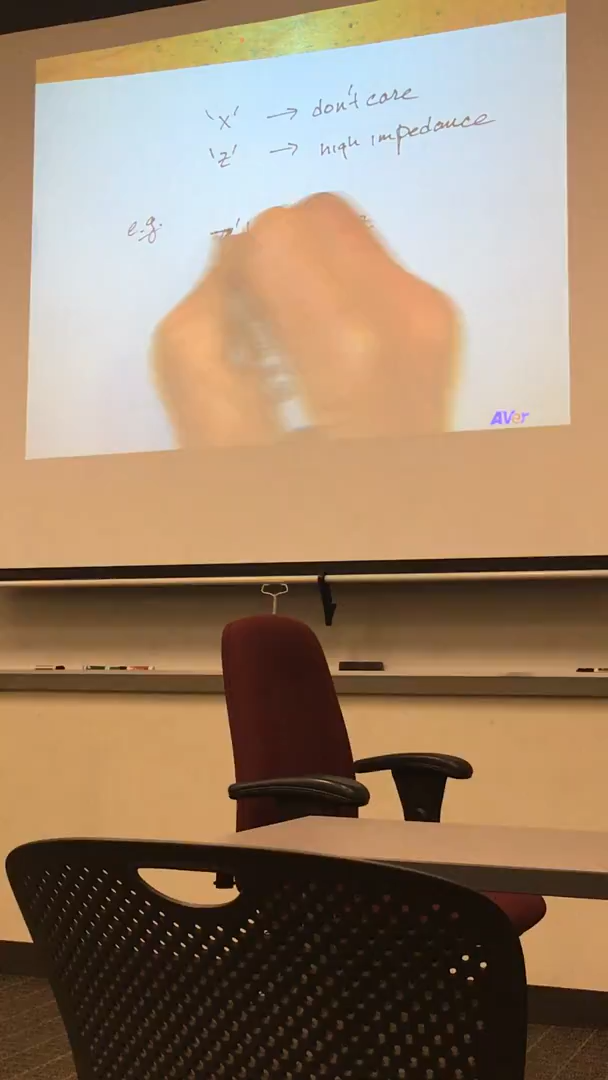 'x' → don't care
'z' → high impedance
e.g.
AVer